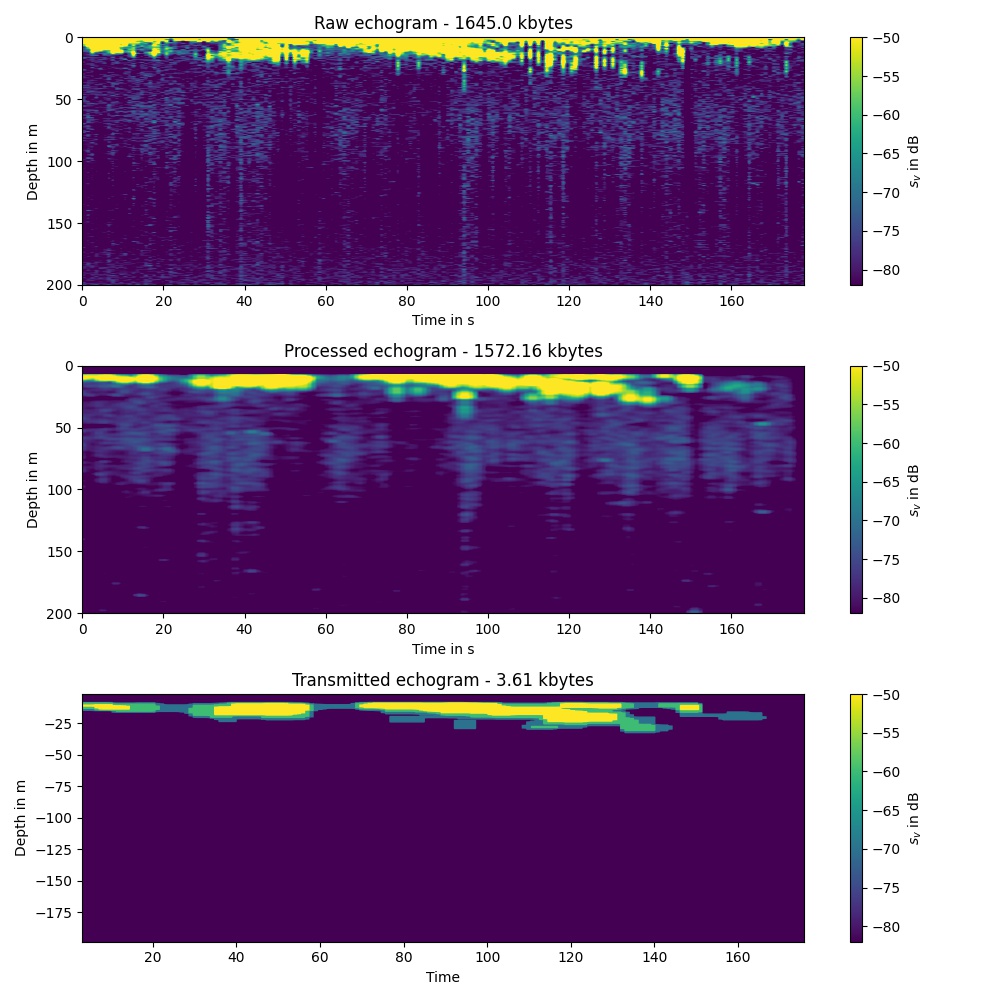 Raw echogram - 1645.0 kbytes
0
50
100
150
200
Depth in m
0 20 40 60 80 100 120 140 160
Time in s
−50
−55
−60
−65
−70
−75
−80
s_v in dB
Processed echogram - 1572.16 kbytes
0
50
100
150
200
Depth in m
0 20 40 60 80 100 120 140 160
Time in s
−50
−55
−60
−65
−70
−75
−80
s_v in dB
Transmitted echogram - 3.61 kbytes
−25
−50
−75
−100
−125
−150
−175
Depth in m
20 40 60 80 100 120 140 160
Time
−50
−55
−60
−65
−70
−75
−80
s_v in dB